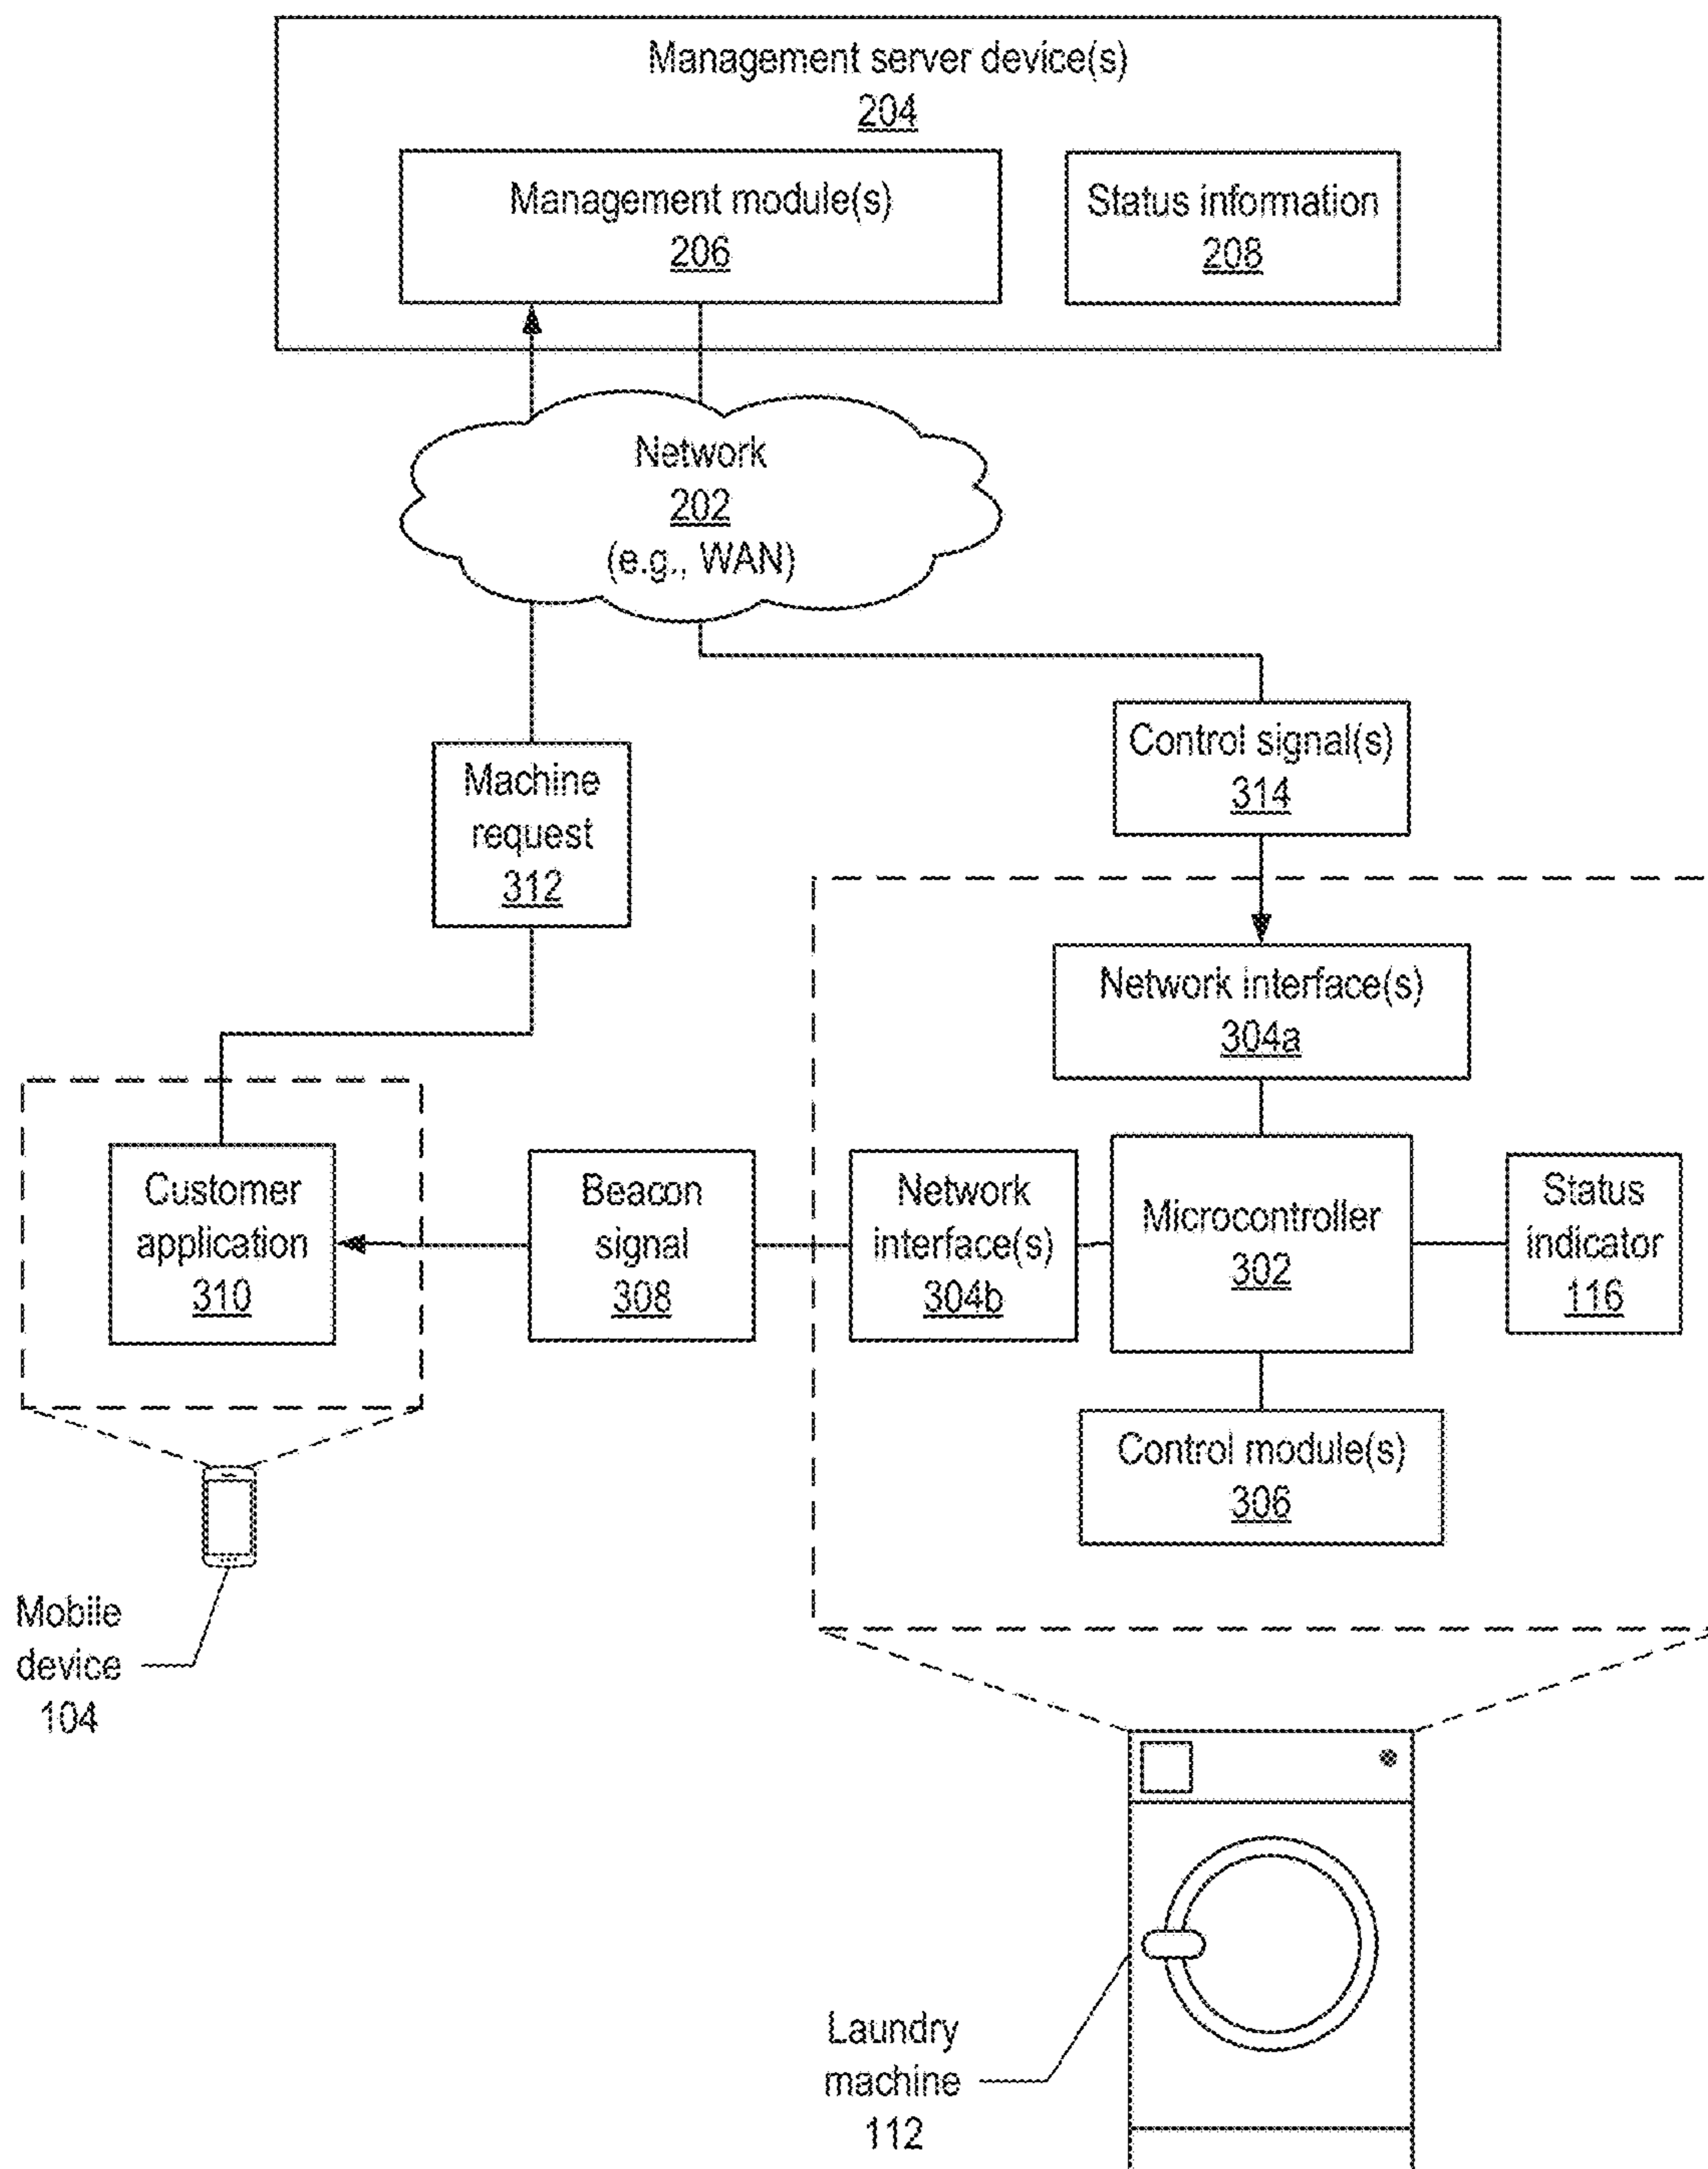 Management server device(s)
204
Management module(s)
206
Status information
208
Network
202
(e.g., WAN)
Machine
request
312
Control signal(s)
314
Network interface(s)
304a
Customer
application
310
Beacon
signal
308
Network
interface(s)
304b
Microcontroller
302
Status
indicator
116
Control module(s)
306
Mobile
device
104
Laundry
machine
112